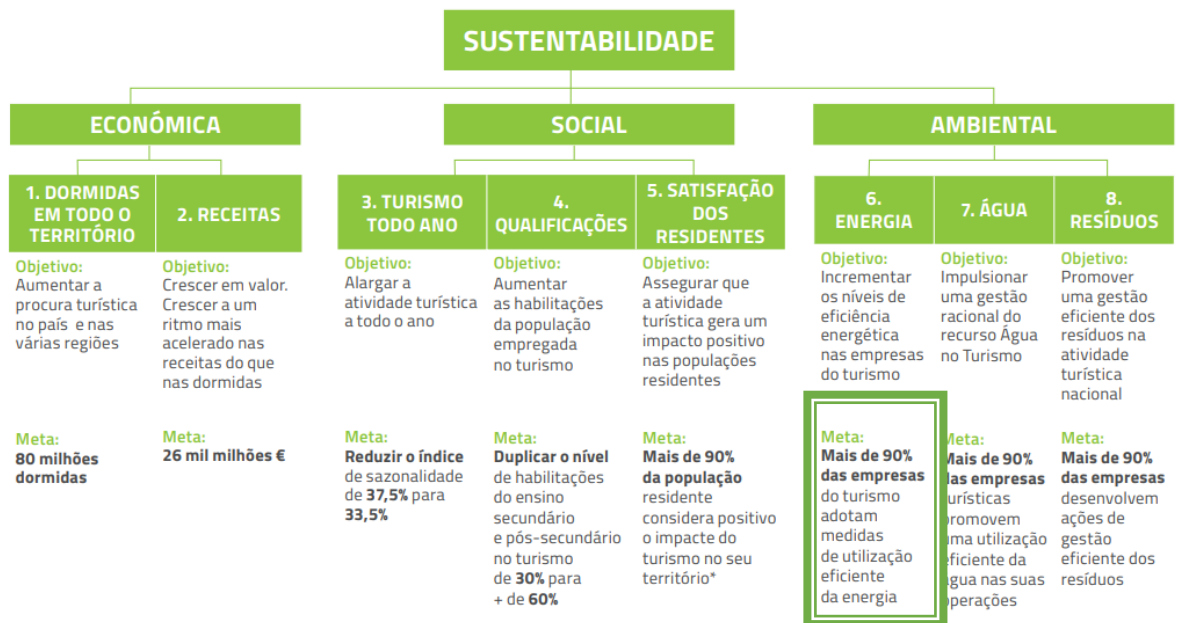 SUSTENTABILIDADE
ECONÓMICA
SOCIAL
AMBIENTAL
1. DORMIDAS
EM TODO O
TERRITÓRIO
Objetivo:
Aumentar a
procura turística
no país e nas
várias regiões
Meta:
80 milhões
dormidas
2. RECEITAS
Objetivo:
Crescer em valor.
Crescer a um
ritmo mais
acelerado nas
receitas do que
nas dormidas
Meta:
26 mil milhões €
3. TURISMO
TODO ANO
Objetivo:
Alargar a
atividade turística
a todo o ano
Meta:
Reduzir o índice
de sazonalidade
de 37,5% para
33,5%
4.
QUALIFICAÇÕES
Objetivo:
Aumentar
as habilitações
da população
empregada
no turismo
Meta:
Duplicar o nível
de habilitações
do ensino
secundário
e pós-secundário
no turismo
de 30% para
+ de 60%
5. SATISFAÇÃO
DOS
RESIDENTES
Objetivo:
Assegurar que
a atividade
turística gera um
impacto positivo
nas populações
residentes
Meta:
Mais de 90%
da população
residente
considera positivo
o impacte do
turismo no seu
território*
6.
ENERGIA
Objetivo:
Incrementar
os níveis de
eficiência
energética
nas empresas
do turismo
Meta:
Mais de 90%
das empresas
do turismo
adotam
medidas
de utilização
eficiente
da energia
7. ÁGUA
Objetivo:
Impulsionar
uma gestão
racional do
recurso Água
no Turismo
Meta:
Mais de 90%
das empresas
turísticas
promovem
uma utilização
eficiente da
água nas suas
operações
8.
RESÍDUOS
Objetivo:
Promover
uma gestão
eficiente dos
resíduos na
atividade
turística
nacional
Meta:
Mais de 90%
das empresas
desenvolvem
ações de
gestão
eficiente dos
resíduos